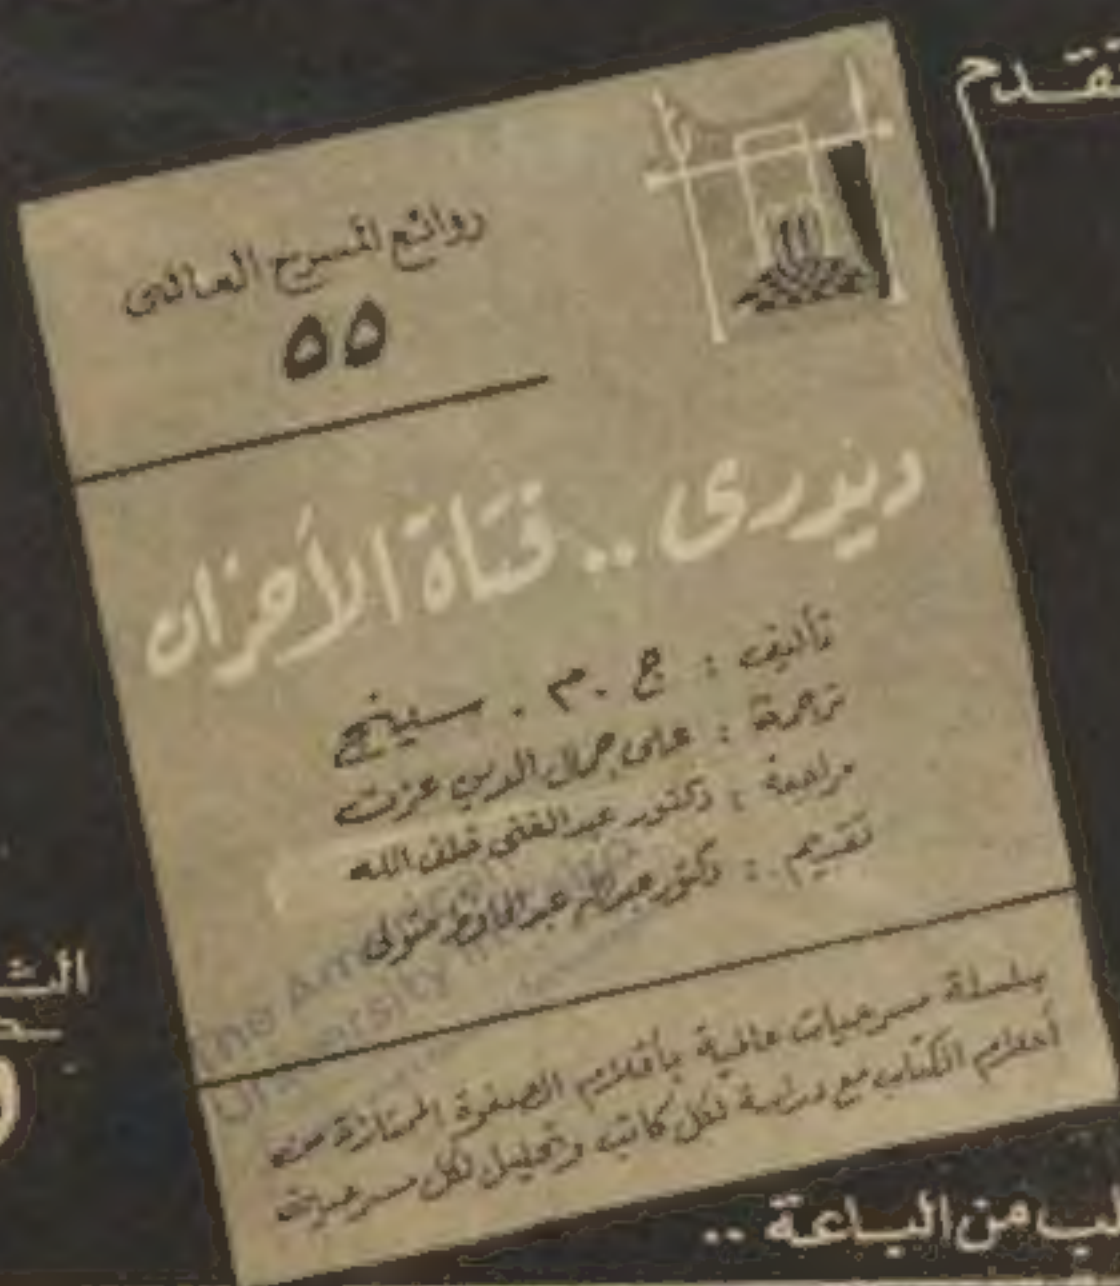 تقدم
روائع المسرح العالمى
٥٥
ديدرى .. فتاة الأحزان
تأليف : ج . م . سينج
ترجمة : على جمال الدين عزت
مراجعة : دكتور عبد الغنى خلف الله
تقديم : دكتور عبد الله عبد الحافظ متولى
سلسلة مسرحيات عالمية بأقلام الصفوة الممتازة من
أعلام الكتاب مع دراسة لكل كاتب وتحليل لكل مسرحية
من الباعة ..